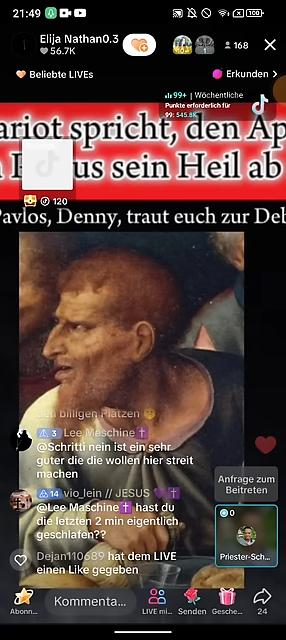 21:49
100
Elija Nathan0.3
56.7K
168
Beliebte LIVEs
Erkunden >
99+ | Wöchentliche
Punkte erforderlich für
99: 545.8K
ariot spricht, den Ap
us sein Heil ab
120
Pavlos, Denny, traut euch zur Deb
den billigen Plätzen
3 Lee Meschine
@Schritti nein ist ein sehr
guter die die wollen hier streit
machen
14 vio_lein // JESUS
@Lee Maschine hast du
die letzten 2 min eigentlich
geschlafen??
Dejan110689 hat dem LIVE
einen Like gegeben
Anfrage zum
Beitreten
0
Priester-Sch...
Abonn...
Kommenta...
LIVE mi...
Senden
Gesche...
24